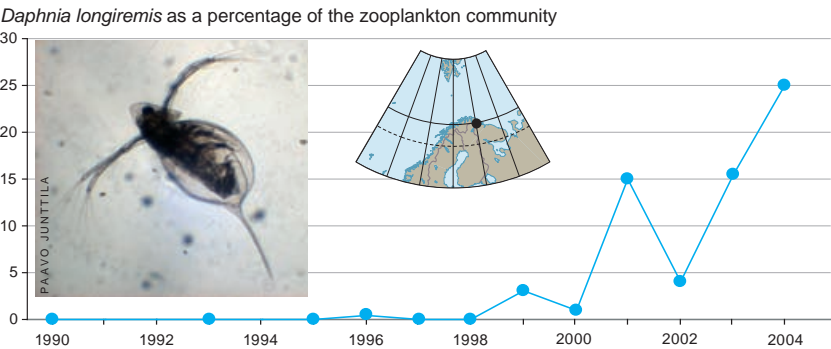 Daphnia longiremis as a percentage of the zooplankton community
30
25
20
15
10
5
0
PAAVO JUNTTILA
1990 1992 1994 1996 1998 2000 2002 2004